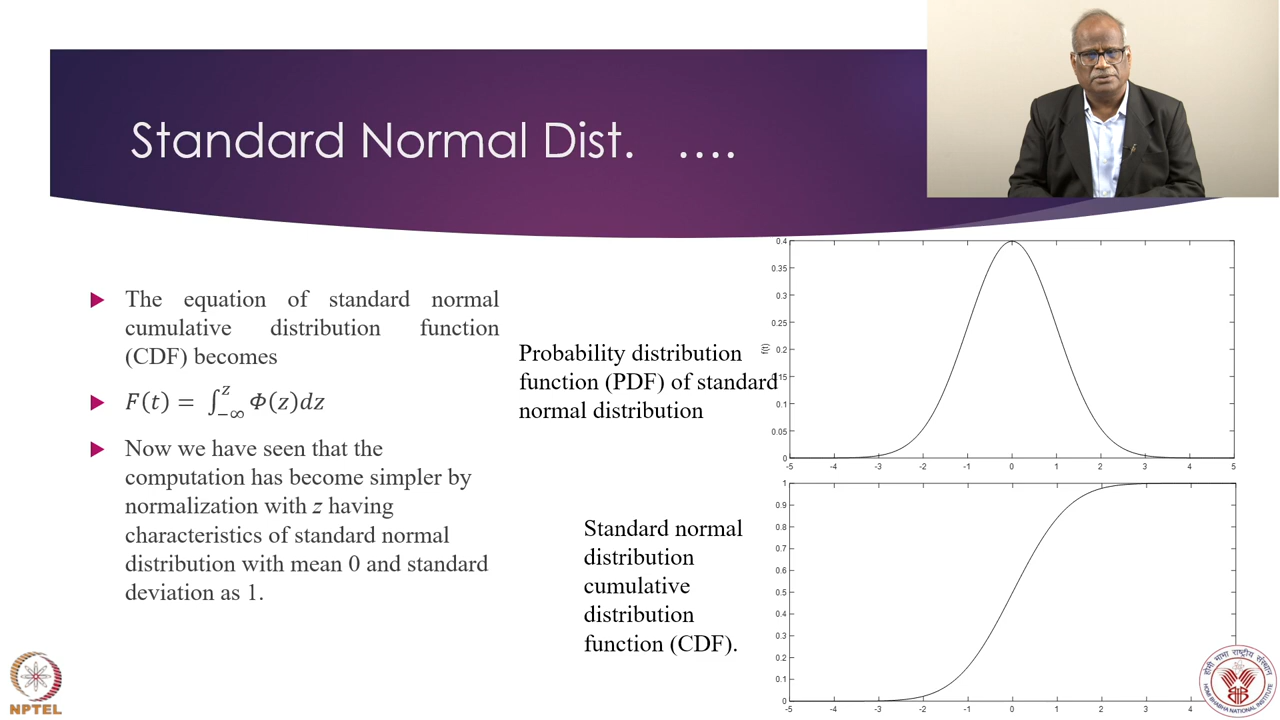 Standard Normal Dist. ....
The equation of standard normal
cumulative distribution function
(CDF) becomes
F(t) = ∫_{-∞}^{z} Φ(z)dz
Now we have seen that the
computation has become simpler by
normalization with z having
characteristics of standard normal
distribution with mean 0 and standard
deviation as 1.
Probability distribution
function (PDF) of standard
normal distribution
0.4
0.35
0.3
0.25
0.2
0.15
0.1
0.05
0
f(t)
-5 -4 -3 -2 -1 0 1 2 3 4 5
Standard normal
distribution
cumulative
distribution
function (CDF).
1
0.9
0.8
0.7
0.6
0.5
0.4
0.3
0.2
0.1
0
-5 -4 -3 -2 -1 0 1 2 3 4
NPTEL
होमी भाभा राष्ट्रीय संस्थान
HOMI BHABHA NATIONAL INSTITUTE